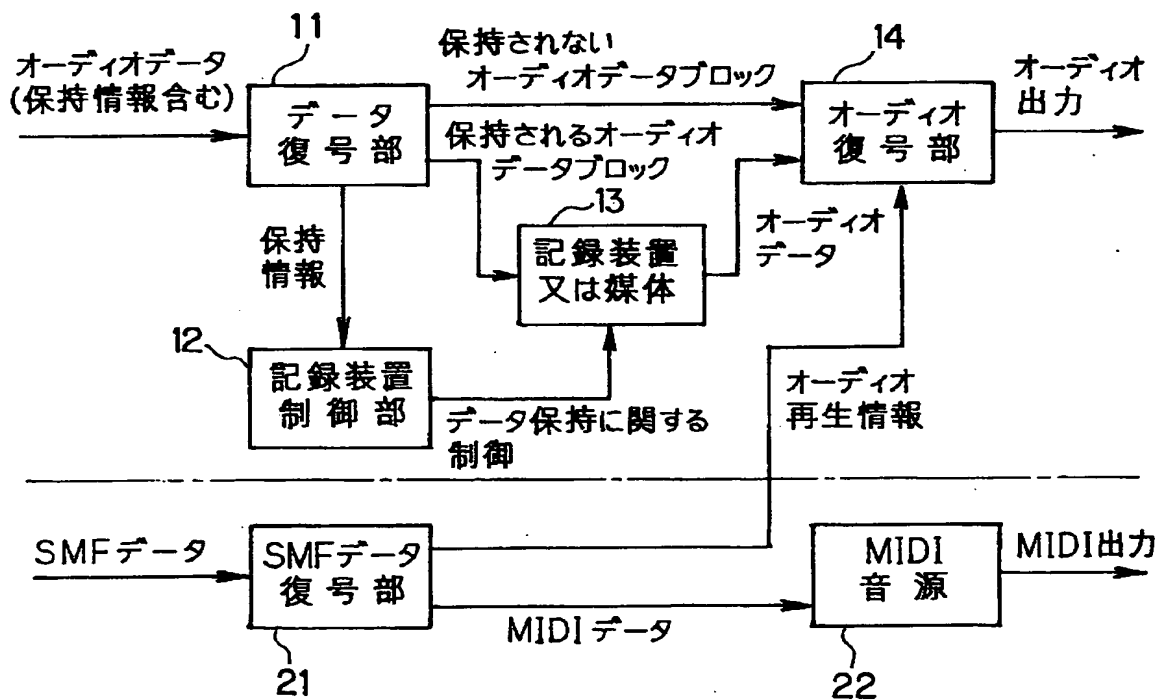 11
オーディオデータ
(保持情報含む)
データ
復号部
保持されない
オーディオデータブロック
保持されるオーディオ
データブロック
14
オーディオ
復号部
オーディオ
出力
保持
情報
13
記録装置
又は媒体
オーディオ
データ
12
記録装置
制御部
データ保持に関する
制御
オーディオ
再生情報
SMFデータ
SMFデータ
復号部
21
MIDIデータ
MIDI
音源
22
MIDI出力